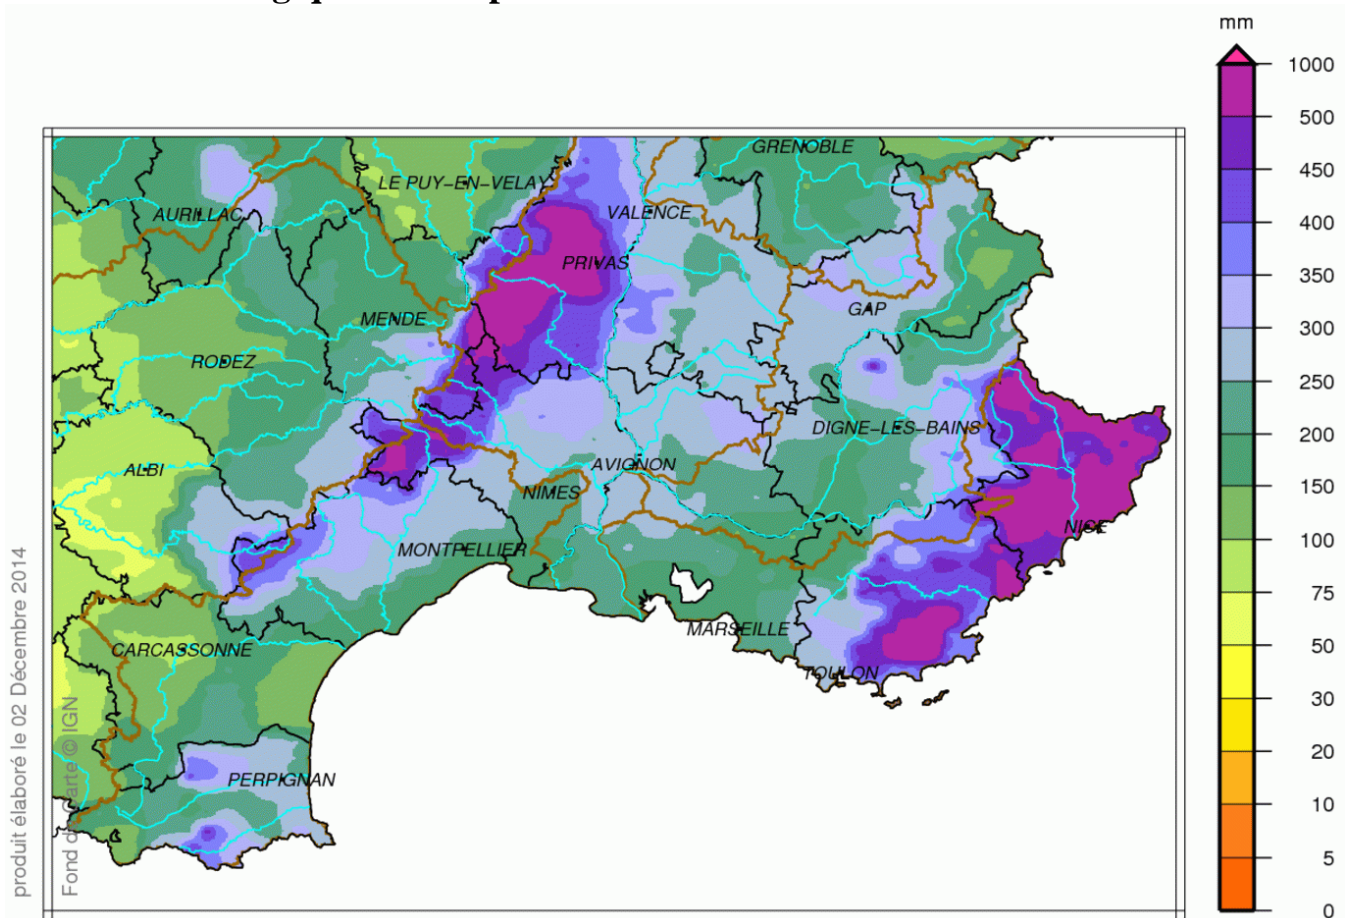 mm
1000
500
450
400
350
300
250
200
150
100
75
50
30
20
10
5
0
GRENOBLE
LE PUY-EN-VELAY
AURILLAC
VALENCE
PRIVAS
GAP
MENDE
RODEZ
DIGNE-LES-BAINS
ALBI
AVIGNON
NIMES
NICE
MONTPELLIER
MARSEILLE
CARCASSONNE
TOULON
PERPIGNAN
produit élaboré le 02 Décembre 2014
Carte © IGN
Fond